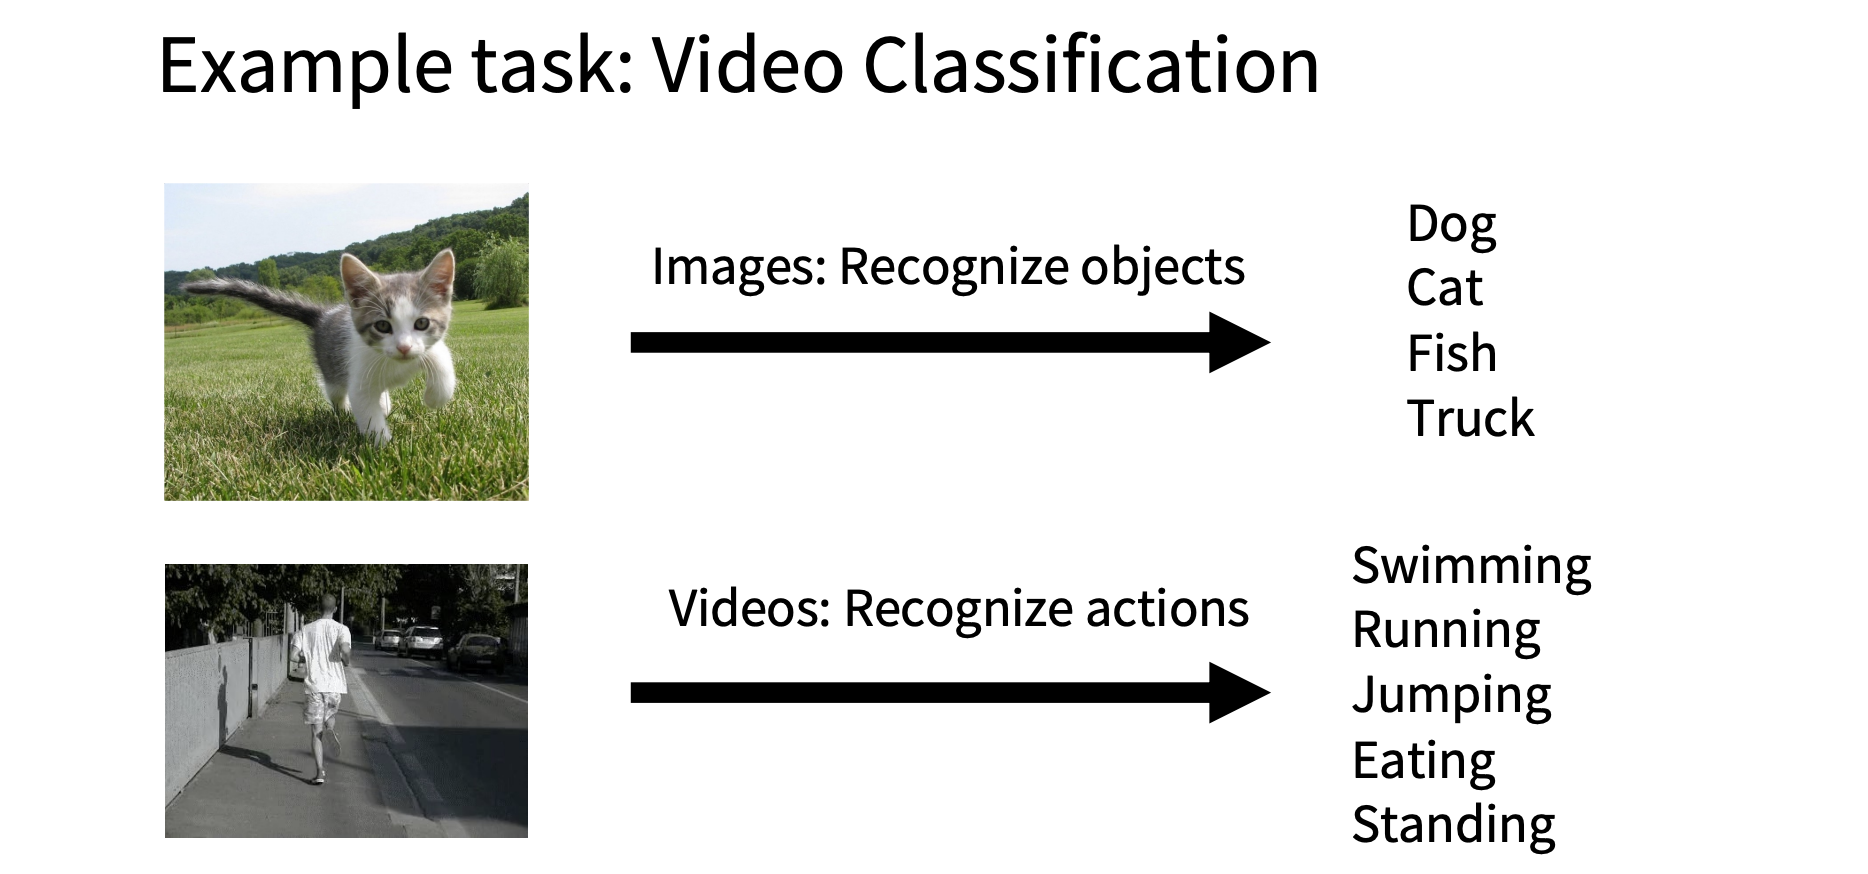 Example task: Video Classification
Images: Recognize objects
Dog
Cat
Fish
Truck
Videos: Recognize actions
Swimming
Running
Jumping
Eating
Standing